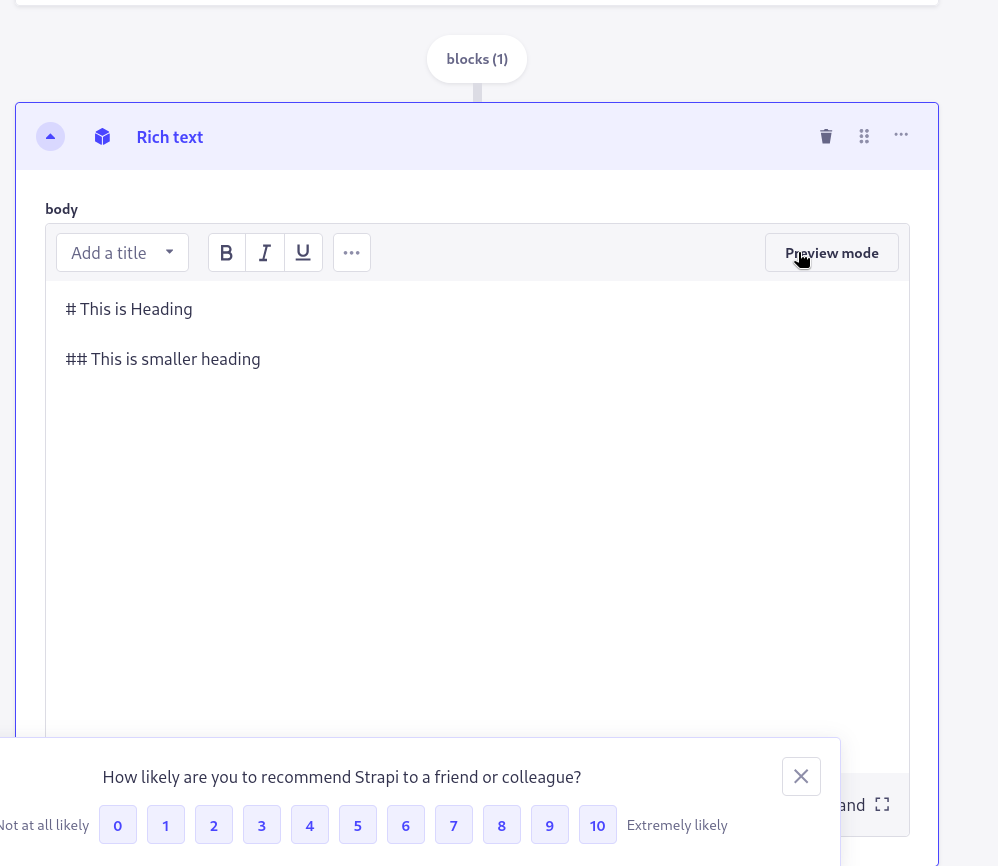 blocks (1)
Rich text
body
Add a title B I U Preview mode
# This is Heading
## This is smaller heading
How likely are you to recommend Strapi to a friend or colleague?
and
Not at all likely 0 1 2 3 4 5 6 7 8 9 10 Extremely likely